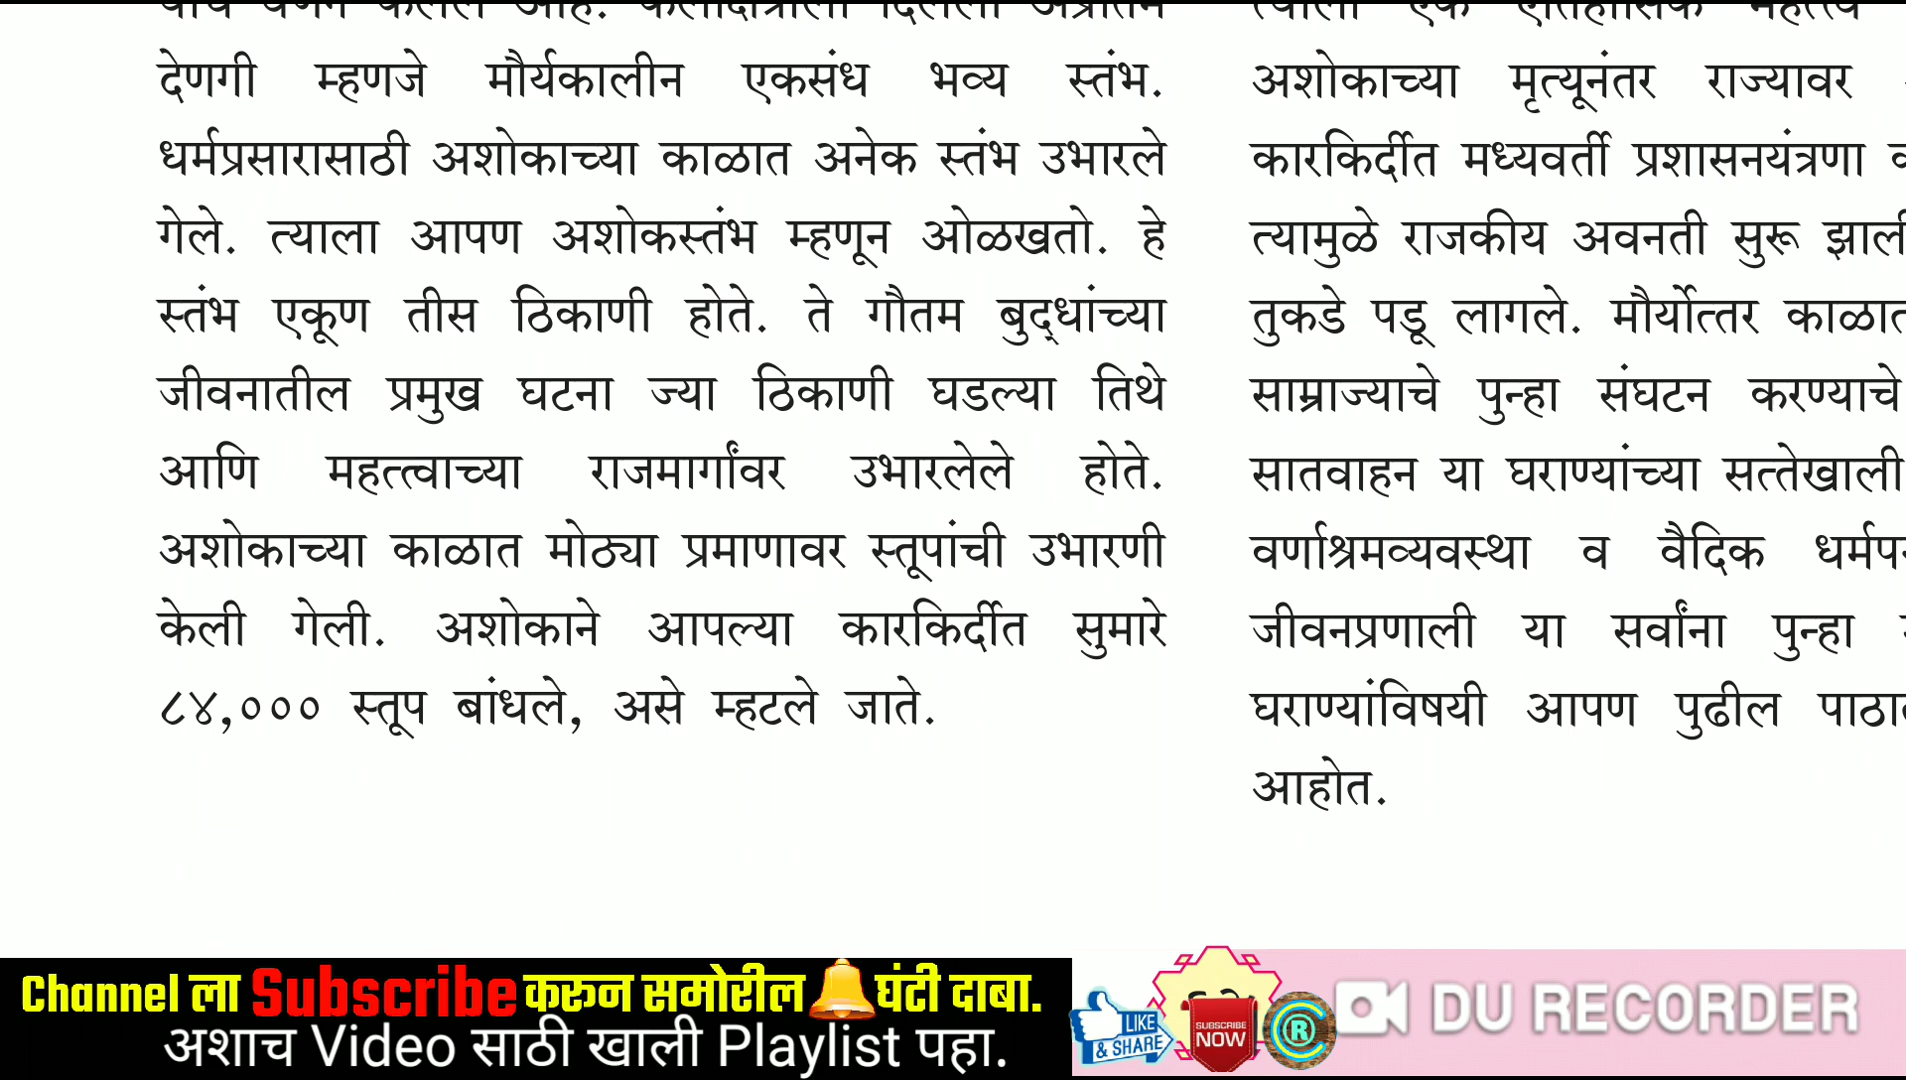 देणगी म्हणजे मौर्यकालीन एकसंध भव्य स्तंभ.
धर्मप्रसारासाठी अशोकाच्या काळात अनेक स्तंभ उभारले
गेले. त्याला आपण अशोकस्तंभ म्हणून ओळखतो. हे
स्तंभ एकूण तीस ठिकाणी होते. ते गौतम बुद्धांच्या
जीवनातील प्रमुख घटना ज्या ठिकाणी घडल्या तिथे
आणि महत्त्वाच्या राजमार्गांवर उभारलेले होते.
अशोकाच्या काळात मोठ्या प्रमाणावर स्तूपांची उभारणी
केली गेली. अशोकाने आपल्या कारकिर्दीत सुमारे
८४,००० स्तूप बांधले, असे म्हटले जाते.
त्याला एक ऐतिहासिक महत्त्व
अशोकाच्या मृत्यूनंतर राज्यावर
कारकिर्दीत मध्यवर्ती प्रशासनयंत्रणा
त्यामुळे राजकीय अवनती सुरू
तुकडे पडू लागले. मौर्योत्तर
साम्राज्याचे पुन्हा संघटन करण्याचे
सातवाहन या घराण्यांच्या सत्तेखाली
वर्णाश्रमव्यवस्था व वैदिक
जीवनप्रणाली या सर्वांना पुन्हा
घराण्यांविषयी आपण पुढील
आहोत.
Channel ला Subscribe करून समोरील घंटी दाबा.
अशाच Video साठी खाली Playlist पहा.
LIKE
& SHARE
SUBSCRIBE
NOW
R
DU RECORDER